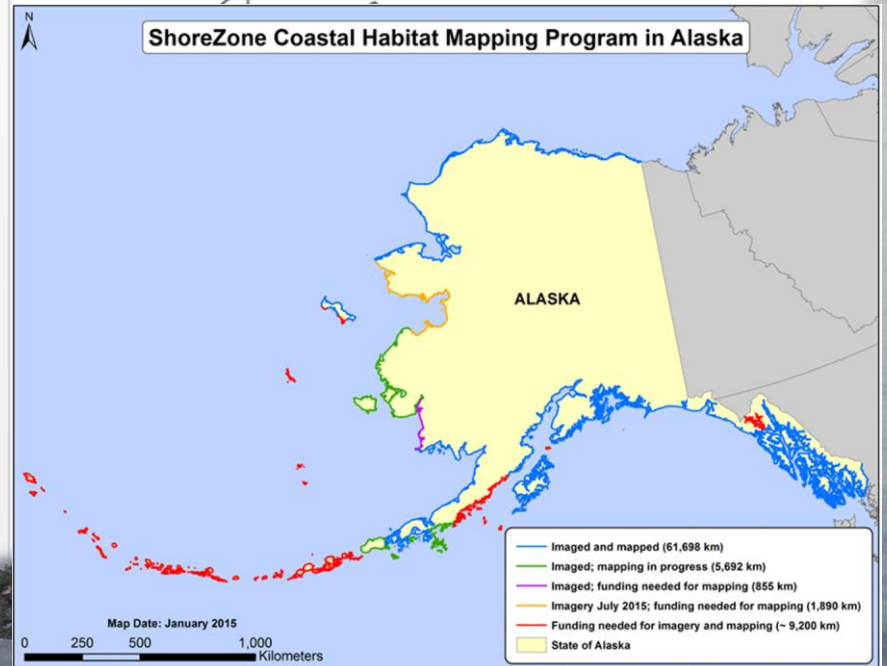 N
ShoreZone Coastal Habitat Mapping Program in Alaska
ALASKA
Imaged and mapped (61,698 km)
Imaged; mapping in progress (5,692 km)
Imaged; funding needed for mapping (855 km)
Imagery July 2015; funding needed for mapping (1,890 km)
Funding needed for imagery and mapping (~ 9,200 km)
State of Alaska
Map Date: January 2015
0 250 500 1,000
Kilometers